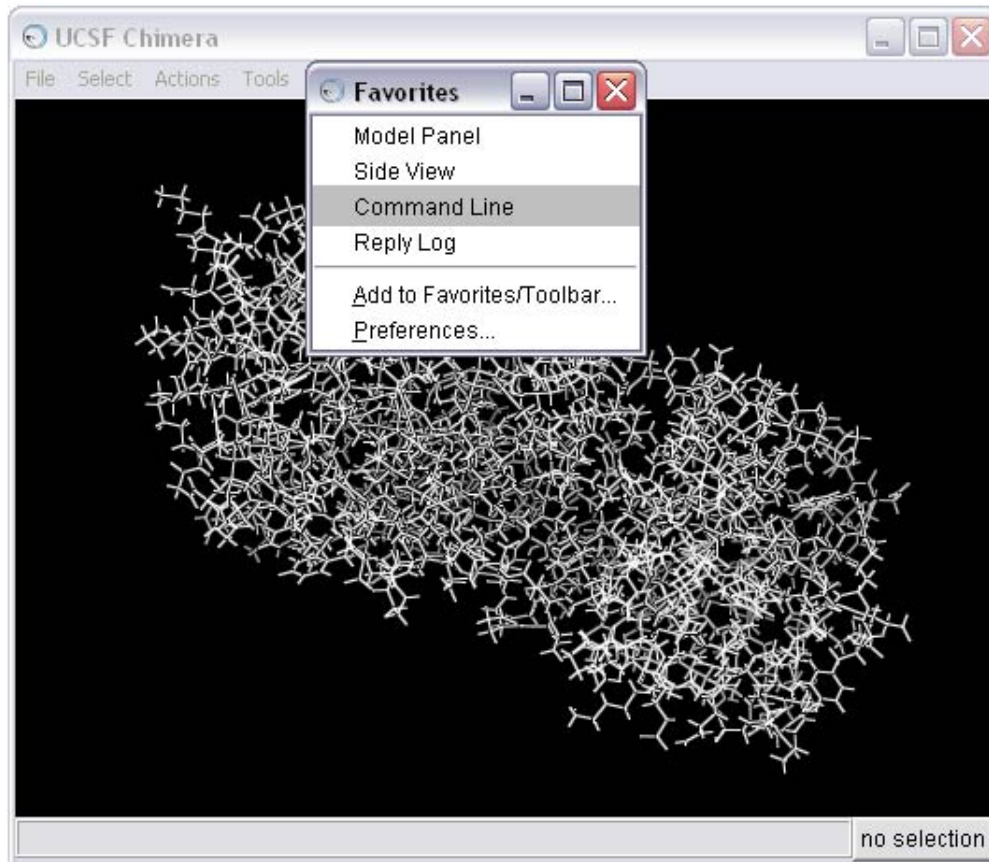 UCSF Chimera
File Select Actions Tools
Favorites
Model Panel
Side View
Command Line
Reply Log
Add to Favorites/Toolbar...
Preferences...
no selection